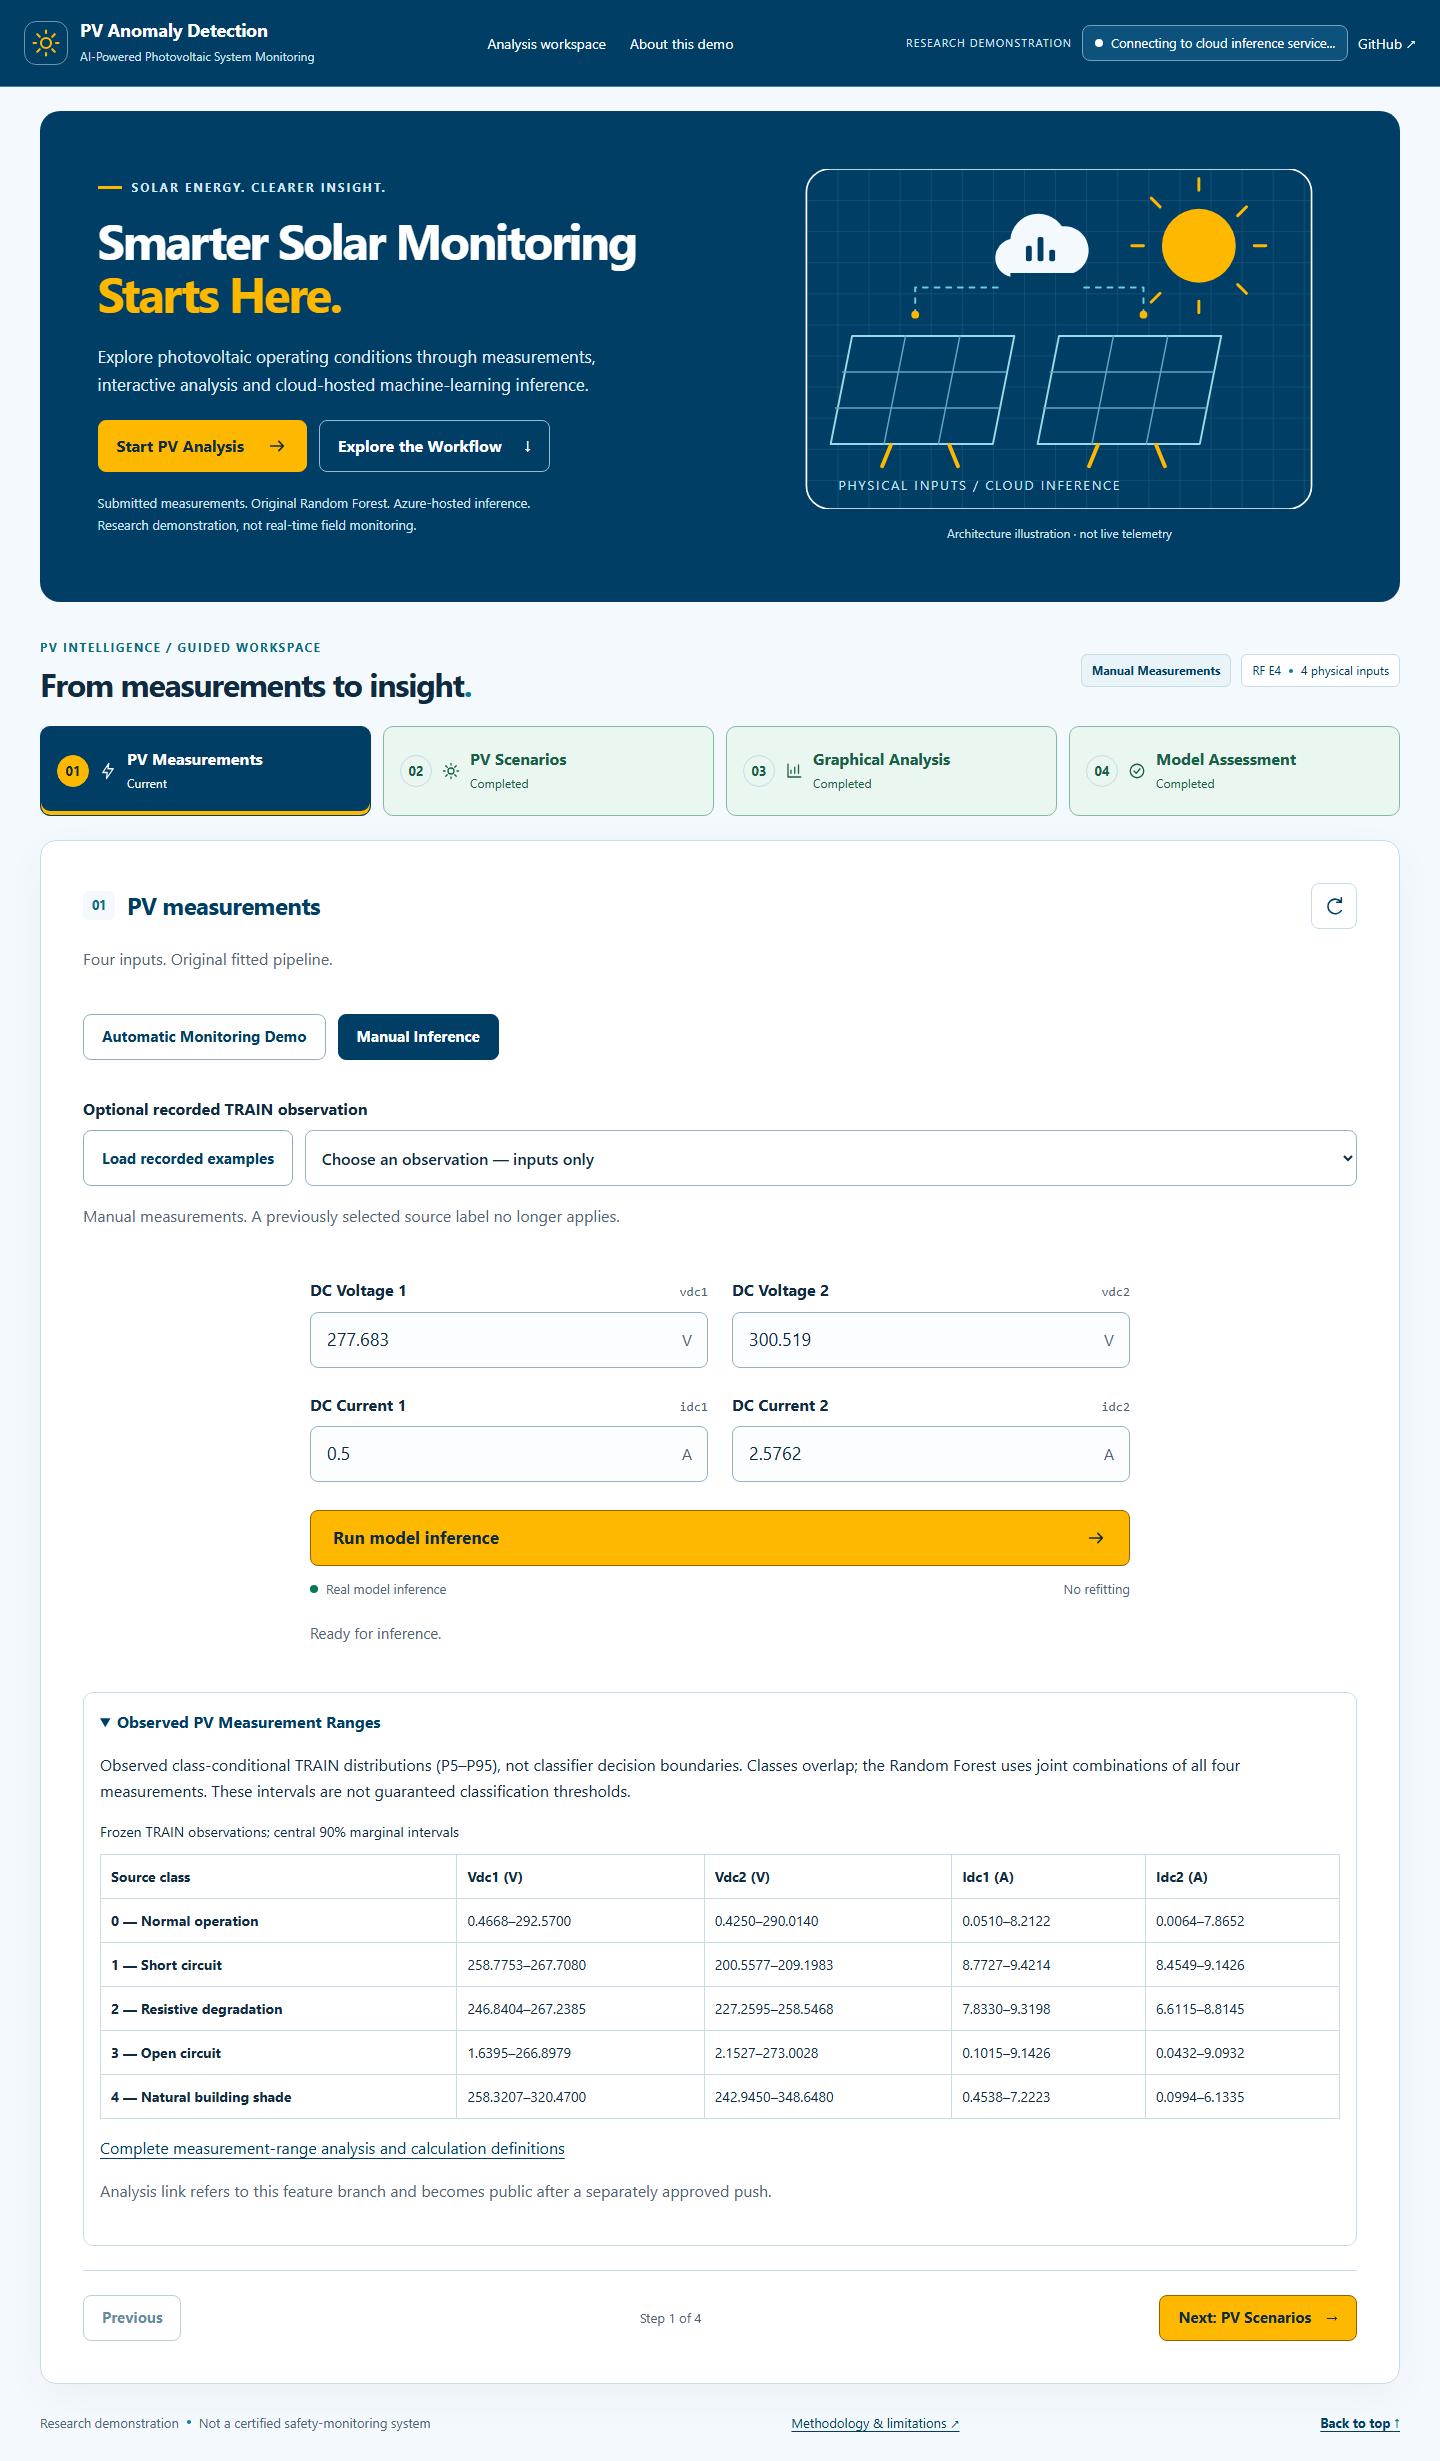 PV Anomaly Detection
AI-Powered Photovoltaic System Monitoring
Analysis workspace
About this demo
RESEARCH DEMONSTRATION
Connecting to cloud inference service...
GitHub ↗
SOLAR ENERGY. CLEARER INSIGHT.
Smarter Solar Monitoring
Starts Here.
Explore photovoltaic operating conditions through measurements,
interactive analysis and cloud-hosted machine-learning inference.
Start PV Analysis →
Explore the Workflow ↓
Submitted measurements. Original Random Forest. Azure-hosted inference.
Research demonstration, not real-time field monitoring.
PHYSICAL INPUTS / CLOUD INFERENCE
Architecture illustration · not live telemetry
PV INTELLIGENCE / GUIDED WORKSPACE
From measurements to insight.
Manual Measurements
RF E4 • 4 physical inputs
01 PV Measurements
Current
02 PV Scenarios
Completed
03 Graphical Analysis
Completed
04 Model Assessment
Completed
01 PV measurements
Four inputs. Original fitted pipeline.
Automatic Monitoring Demo
Manual Inference
Optional recorded TRAIN observation
Load recorded examples
Choose an observation — inputs only
Manual measurements. A previously selected source label no longer applies.
DC Voltage 1 vdc1
DC Voltage 2 vdc2
277.683 V
300.519 V
DC Current 1 idc1
DC Current 2 idc2
0.5 A
2.5762 A
Run model inference →
Real model inference
No refitting
Ready for inference.
▼ Observed PV Measurement Ranges
Observed class-conditional TRAIN distributions (P5–P95), not classifier decision boundaries. Classes overlap; the Random Forest uses joint combinations of all four
measurements. These intervals are not guaranteed classification thresholds.
Frozen TRAIN observations; central 90% marginal intervals
Source class Vdc1 (V) Vdc2 (V) Idc1 (A) Idc2 (A)
0 — Normal operation 0.4668–292.5700 0.4250–290.0140 0.0510–8.2122 0.0064–7.8652
1 — Short circuit 258.7753–267.7080 200.5577–209.1983 8.7727–9.4214 8.4549–9.1426
2 — Resistive degradation 246.8404–267.2385 227.2595–258.5468 7.8330–9.3198 6.6115–8.8145
3 — Open circuit 1.6395–266.8979 2.1527–273.0028 0.1015–9.1426 0.0432–9.0932
4 — Natural building shade 258.3207–320.4700 242.9450–348.6480 0.4538–7.2223 0.0994–6.1335
Complete measurement-range analysis and calculation definitions
Analysis link refers to this feature branch and becomes public after a separately approved push.
Previous
Step 1 of 4
Next: PV Scenarios →
Research demonstration • Not a certified safety-monitoring system
Methodology & limitations ↗
Back to top ↑